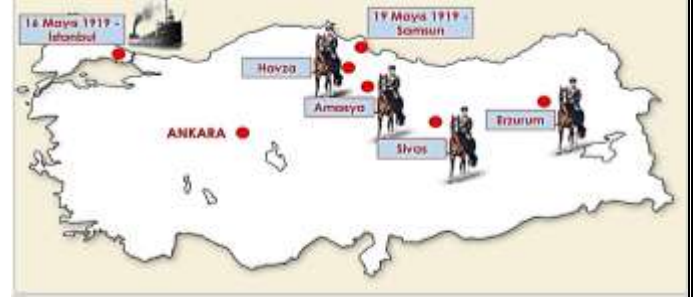 16 Mayıs 1919 -
İstanbul
19 Mayıs 1919 -
Samsun
Havza
Amasya
Erzurum
ANKARA
Sivas